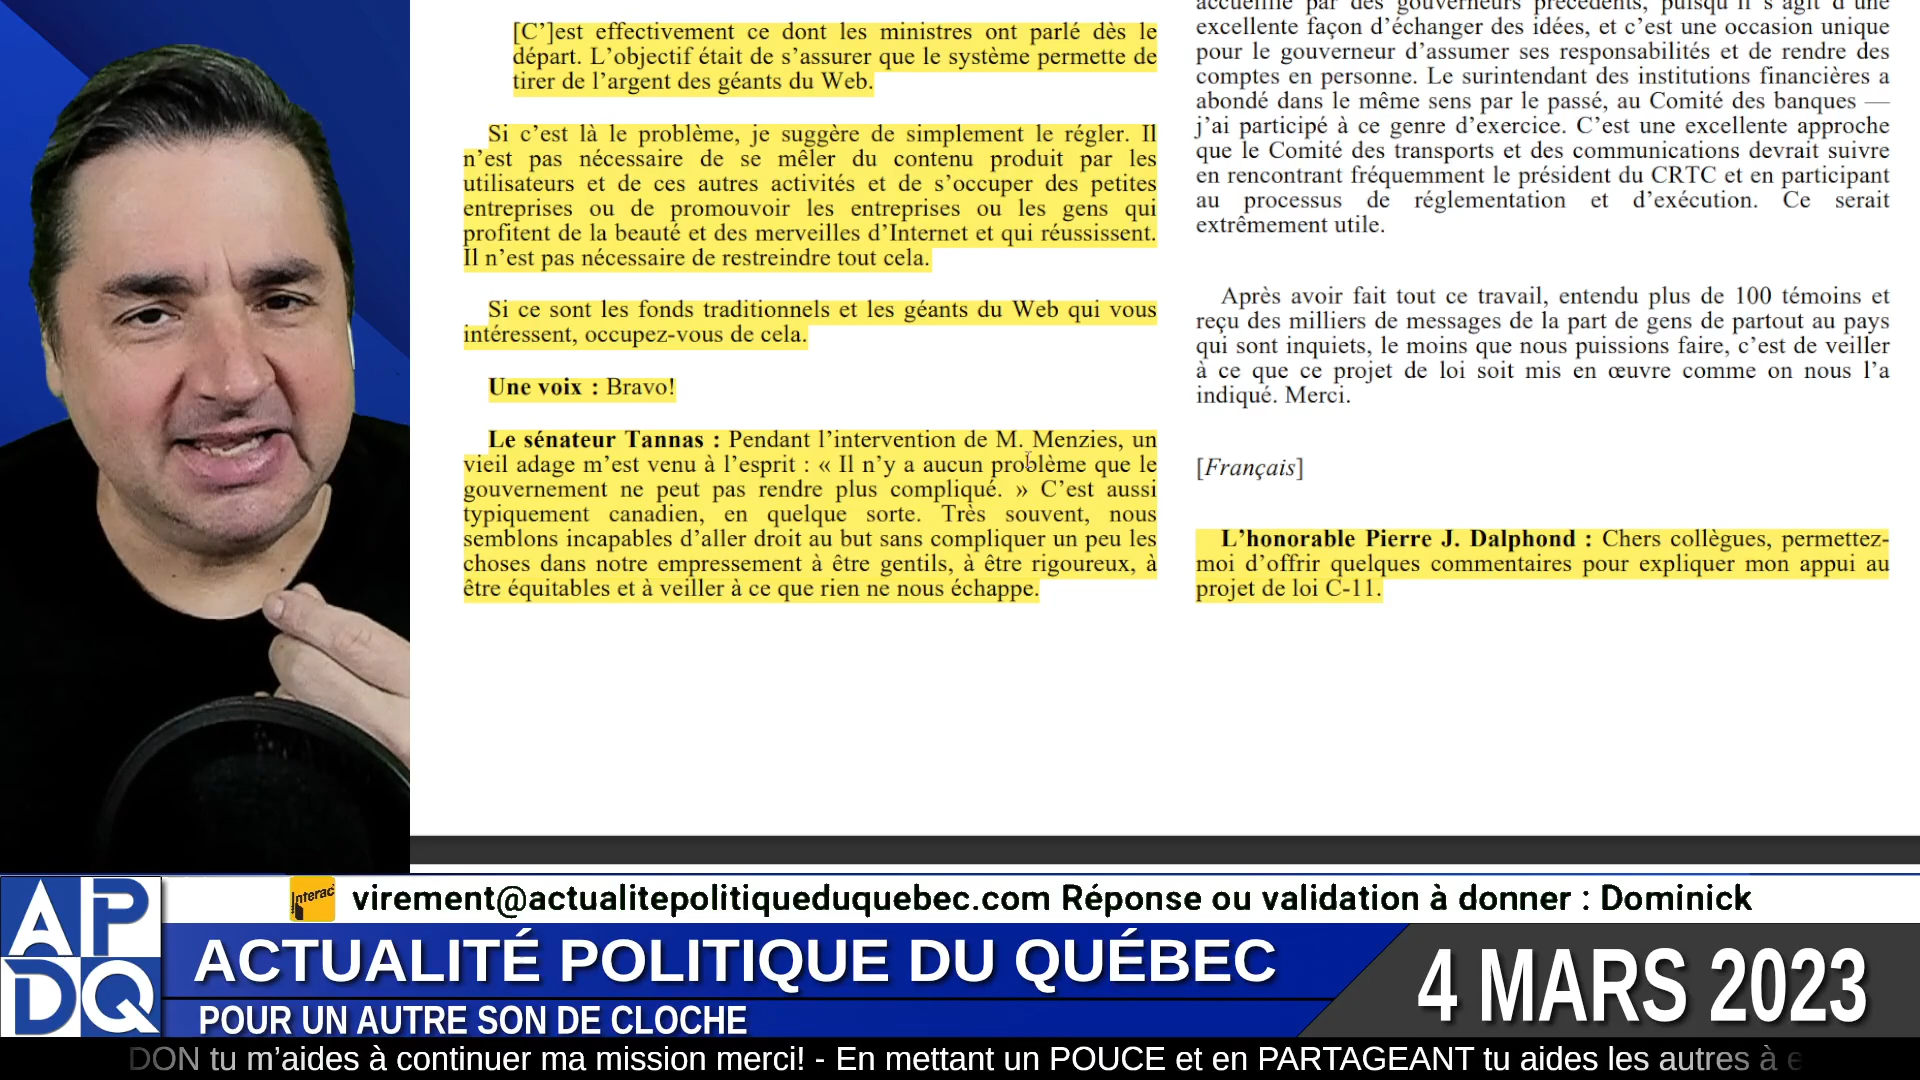 [C’]est effectivement ce dont les ministres ont parlé dès le
départ. L’objectif était de s’assurer que le système permette de
tirer de l’argent des géants du Web.
Si c’est là le problème, je suggère de simplement le régler. Il
n’est pas nécessaire de se mêler du contenu produit par les
utilisateurs et de ces autres activités et de s’occuper des petites
entreprises ou de promouvoir les entreprises ou les gens qui
profitent de la beauté et des merveilles d’Internet et qui réussissent.
Il n’est pas nécessaire de restreindre tout cela.
Si ce sont les fonds traditionnels et les géants du Web qui vous
intéressent, occupez-vous de cela.
Une voix : Bravo!
Le sénateur Tannas : Pendant l’intervention de M. Menzies, un
vieil adage m’est venu à l’esprit : « Il n’y a aucun problème que le
gouvernement ne peut pas rendre plus compliqué. » C’est aussi
typiquement canadien, en quelque sorte. Très souvent, nous
semblons incapables d’aller droit au but sans compliquer un peu les
choses dans notre empressement à être gentils, à être rigoureux, à
être équitables et à veiller à ce que rien ne nous échappe.
accueillie par des gouverneurs précédents, puisqu’il s’agit d’une
excellente façon d’échanger des idées, et c’est une occasion unique
pour le gouverneur d’assumer ses responsabilités et de rendre des
comptes en personne. Le surintendant des institutions financières a
abondé dans le même sens par le passé, au Comité des banques —
j’ai participé à ce genre d’exercice. C’est une excellente approche
que le Comité des transports et des communications devrait suivre
en rencontrant fréquemment le président du CRTC et en participant
au processus de réglementation et d’exécution. Ce serait
extrêmement utile.
Après avoir fait tout ce travail, entendu plus de 100 témoins et
reçu des milliers de messages de la part de gens de partout au pays
qui sont inquiets, le moins que nous puissions faire, c’est de veiller
à ce que ce projet de loi soit mis en œuvre comme on nous l’a
indiqué. Merci.
[Français]
L’honorable Pierre J. Dalphond : Chers collègues, permettez-
moi d’offrir quelques commentaires pour expliquer mon appui au
projet de loi C-11.
Interac
virement@actualitepolitiqueduquebec.com Réponse ou validation à donner : Dominick
AP
DQ
ACTUALITÉ POLITIQUE DU QUÉBEC
POUR UN AUTRE SON DE CLOCHE
4 MARS 2023
DON tu m’aides à continuer ma mission merci! - En mettant un POUCE et en PARTAGEANT tu aides les autres à e